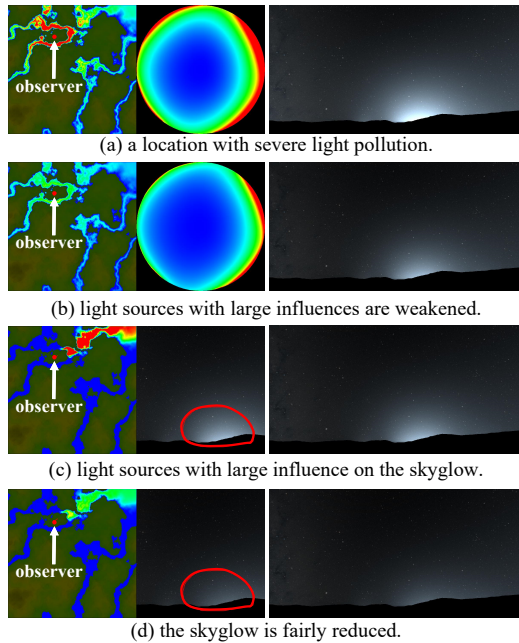 observer
(a) a location with severe light pollution.
observer
(b) light sources with large influences are weakened.
observer
(c) light sources with large influence on the skyglow.
observer
(d) the skyglow is fairly reduced.